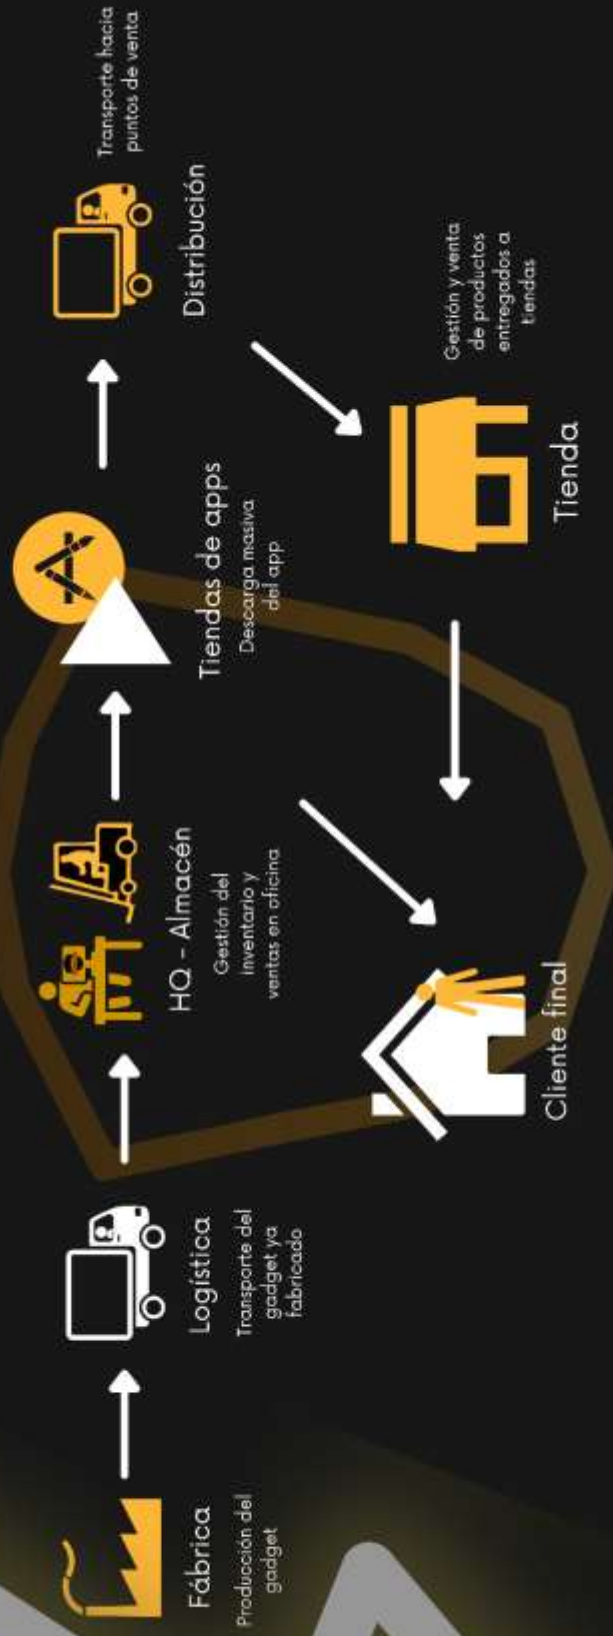 Fábrica
Producción del
gadget
Logística
Transporte del
gadget ya
fabricado
HQ - Almacén
Gestión del
inventario y
ventas en oficina
Tiendas de apps
Descarga masiva
del app
Distribución
Transporte hacia
puntos de venta
Tienda
Gestión y venta
de productos
entregados a
tiendas
Cliente final